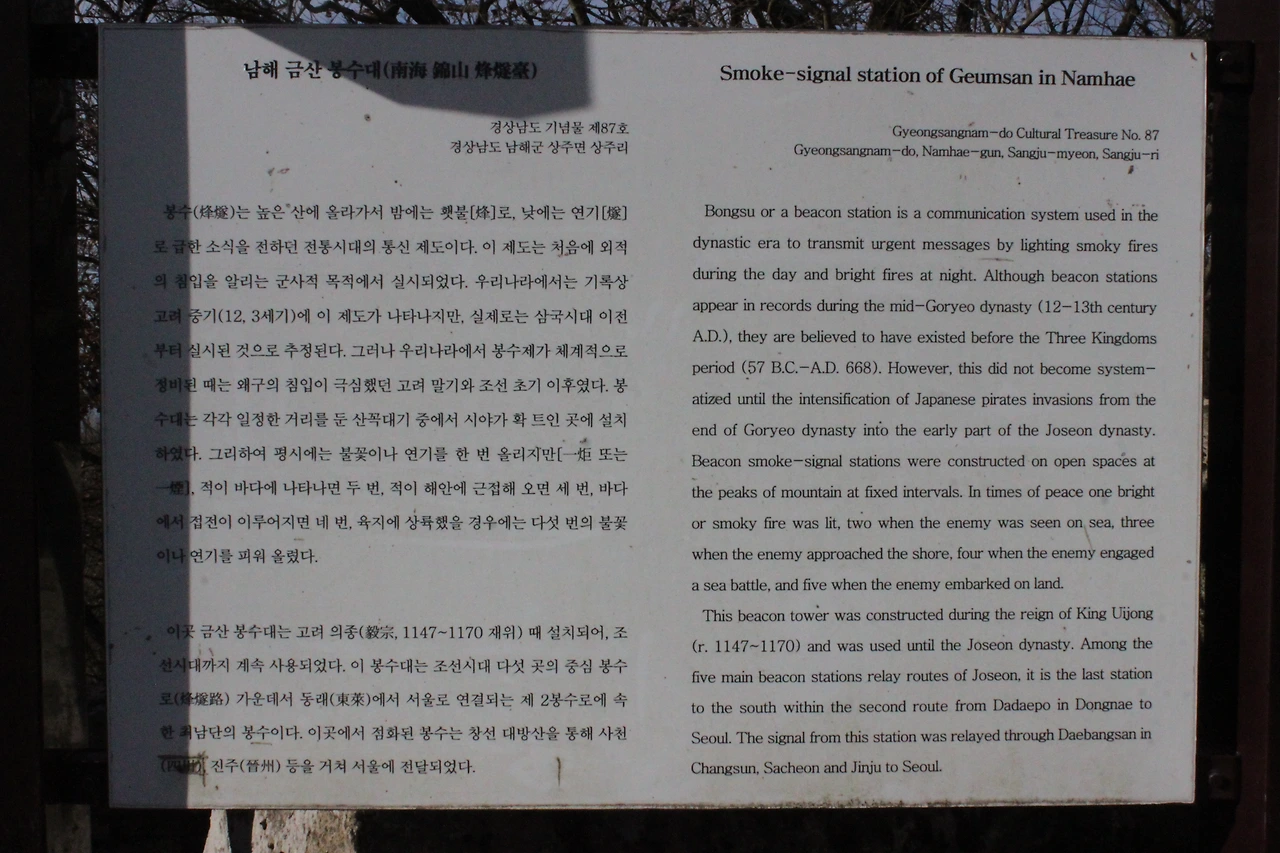 남해 금산 봉수대(南海 錦山 烽燧臺)
경상남도 기념물 제87호
경상남도 남해군 상주면 상주리
봉수(烽燧)는 높은 산에 올라가서 밤에는 횃불[烽]로, 낮에는 연기[燧]
로 급한 소식을 전하던 전통시대의 통신 제도이다. 이 제도는 처음에 외적
의 침입을 알리는 군사적 목적에서 실시되었다. 우리나라에서는 기록상
고려 중기(12, 3세기)에 이 제도가 나타나지만, 실제로는 삼국시대 이전
부터 실시된 것으로 추정된다. 그러나 우리나라에서 봉수제가 체계적으로
정비된 때는 왜구의 침입이 극심했던 고려 말기와 조선 초기 이후였다. 봉
수대는 각각 일정한 거리를 둔 산꼭대기 중에서 시야가 확 트인 곳에 설치
하였다. 그리하여 평시에는 불꽃이나 연기를 한 번 올리지만[一炬 또는
一煙], 적이 바다에 나타나면 두 번, 적이 해안에 근접해 오면 세 번, 바다
에서 접전이 이루어지면 네 번, 육지에 상륙했을 경우에는 다섯 번의 불꽃
이나 연기를 피워 올렸다.
이곳 금산 봉수대는 고려 의종(毅宗, 1147~1170 재위) 때 설치되어, 조
선시대까지 계속 사용되었다. 이 봉수대는 조선시대 다섯 곳의 중심 봉수
로(烽燧路) 가운데서 동래(東萊)에서 서울로 연결되는 제 2봉수로에 속
한 최남단의 봉수이다. 이곳에서 점화된 봉수는 창선 대방산을 통해 사천
(四川), 진주(晉州) 등을 거쳐 서울에 전달되었다.
Smoke-signal station of Geumsan in Namhae
Gyeongsangnam-do Cultural Treasure No. 87
Gyeongsangnam-do, Namhae-gun, Sangju-myeon, Sangju-ri
Bongsu or a beacon station is a communication system used in the
dynastic era to transmit urgent messages by lighting smoky fires
during the day and bright fires at night. Although beacon stations
appear in records during the mid-Goryeo dynasty (12-13th century
A.D.), they are believed to have existed before the Three Kingdoms
period (57 B.C.-A.D. 668). However, this did not become system-
atized until the intensification of Japanese pirates invasions from the
end of Goryeo dynasty into the early part of the Joseon dynasty.
Beacon smoke-signal stations were constructed on open spaces at
the peaks of mountain at fixed intervals. In times of peace one bright
or smoky fire was lit, two when the enemy was seen on sea, three
when the enemy approached the shore, four when the enemy engaged
a sea battle, and five when the enemy embarked on land.
This beacon tower was constructed during the reign of King Uijong
(r. 1147~1170) and was used until the Joseon dynasty. Among the
five main beacon stations relay routes of Joseon, it is the last station
to the south within the second route from Dadaepo in Dongnae to
Seoul. The signal from this station was relayed through Daebangsan in
Changsun, Sacheon and Jinju to Seoul.